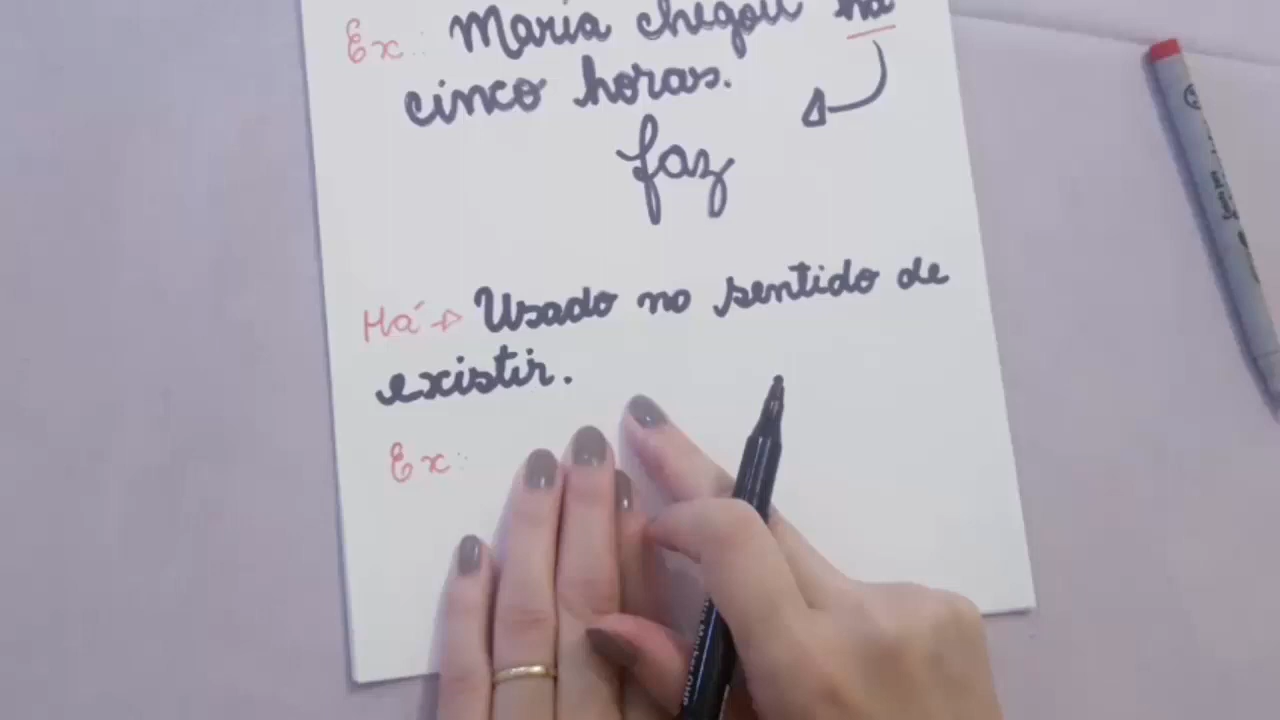 Ex.: Maria chegou há
cinco horas.
faz
Há → Usado no sentido de
existir.
Ex: